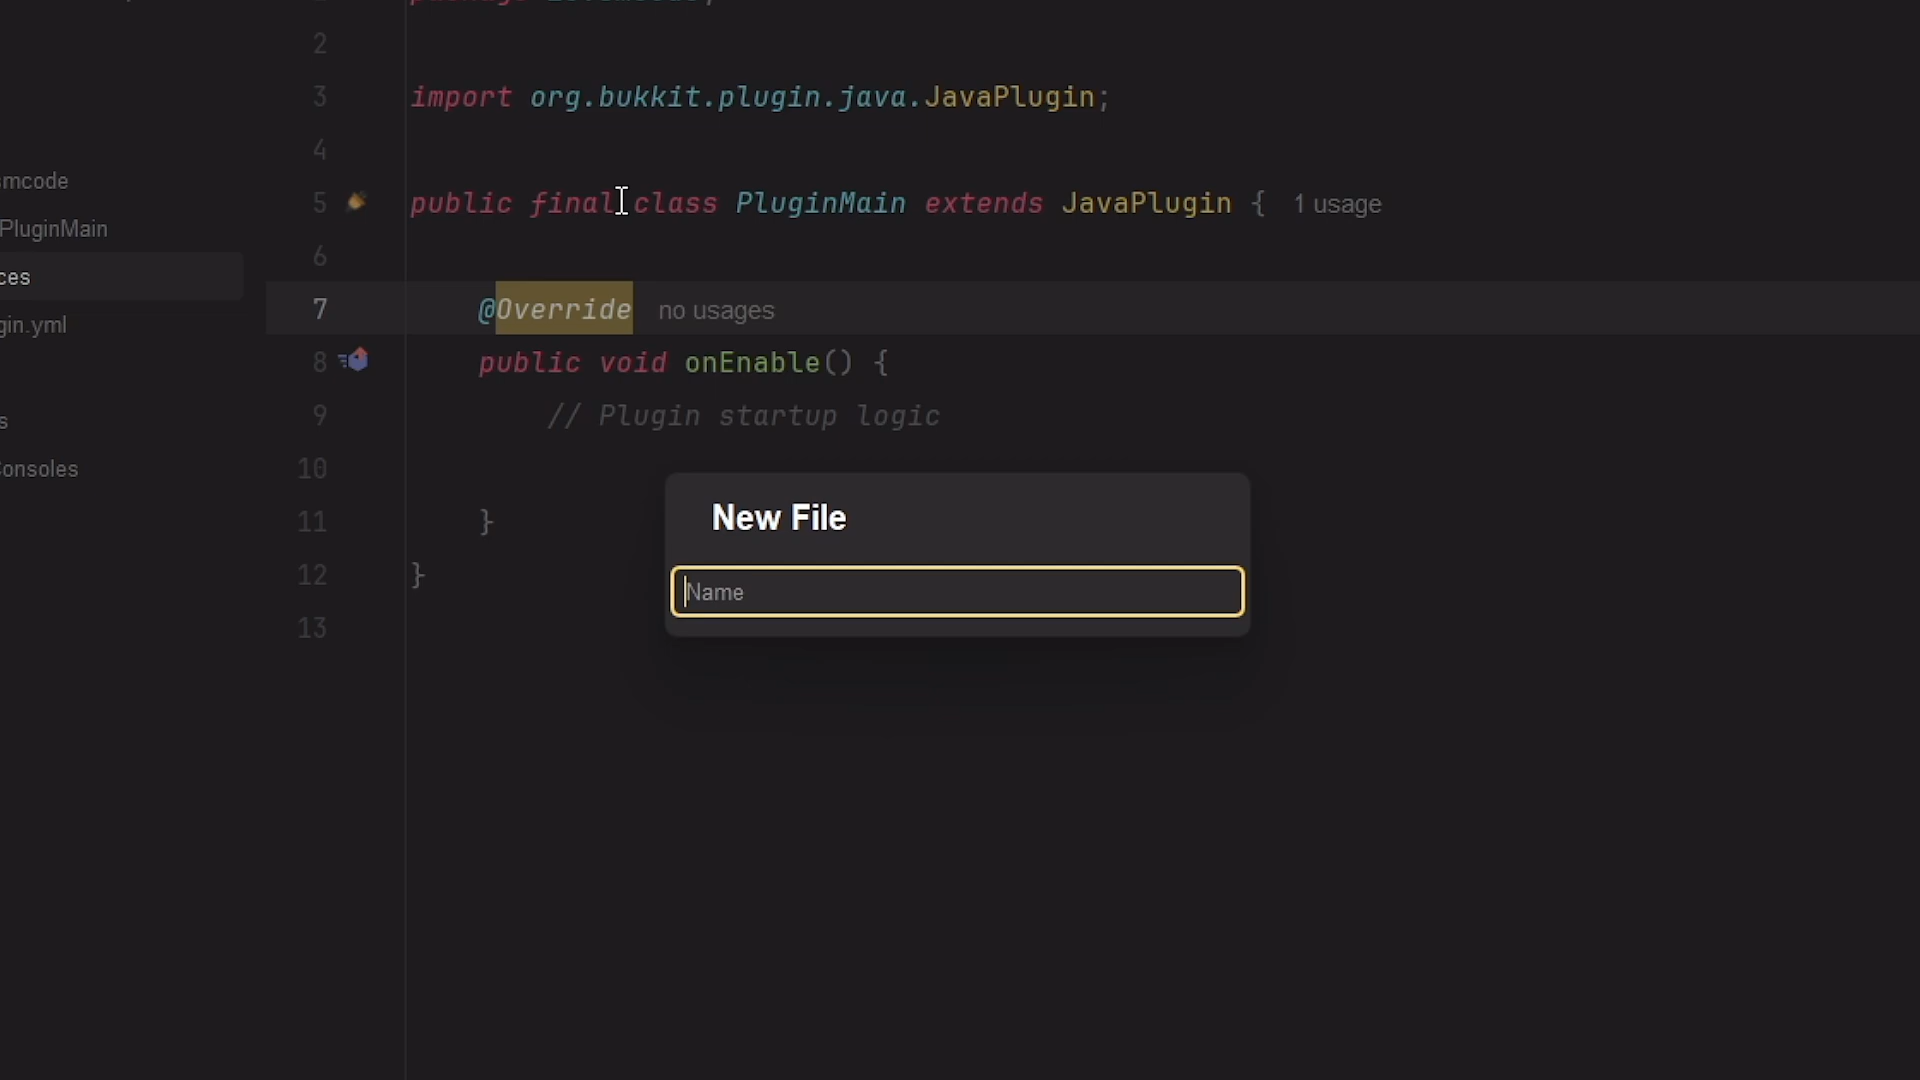 2
3 import org.bukkit.plugin.java.JavaPlugin;
4
smcode
5 public final class PluginMain extends JavaPlugin { 1 usage
PluginMain
6
ces
7 @Override no usages
gin.yml
8 public void onEnable() {
9 // Plugin startup logic
s
10
Consoles
New File
11 }
12 }
Name
13